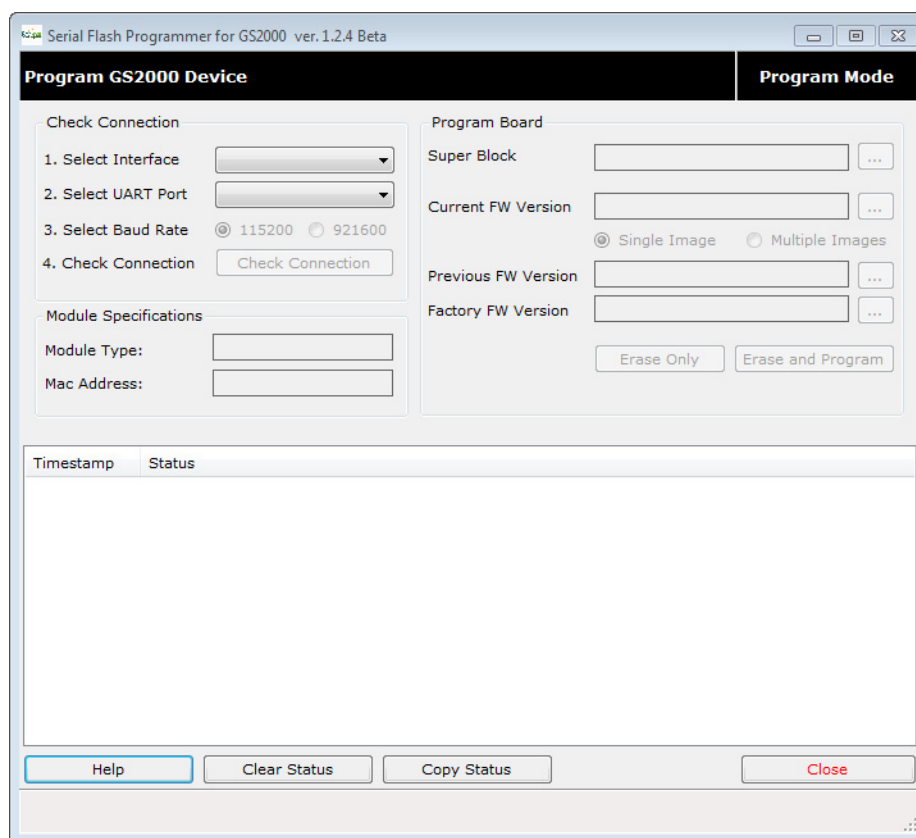 Serial Flash Programmer for GS2000 ver. 1.2.4 Beta
Program GS2000 Device
Program Mode
Check Connection
1. Select Interface
2. Select UART Port
3. Select Baud Rate 115200 921600
4. Check Connection Check Connection
Module Specifications
Module Type:
Mac Address:
Program Board
Super Block ...
Current FW Version ...
Single Image Multiple Images
Previous FW Version ...
Factory FW Version ...
Erase Only Erase and Program
Timestamp Status
Help Clear Status Copy Status Close